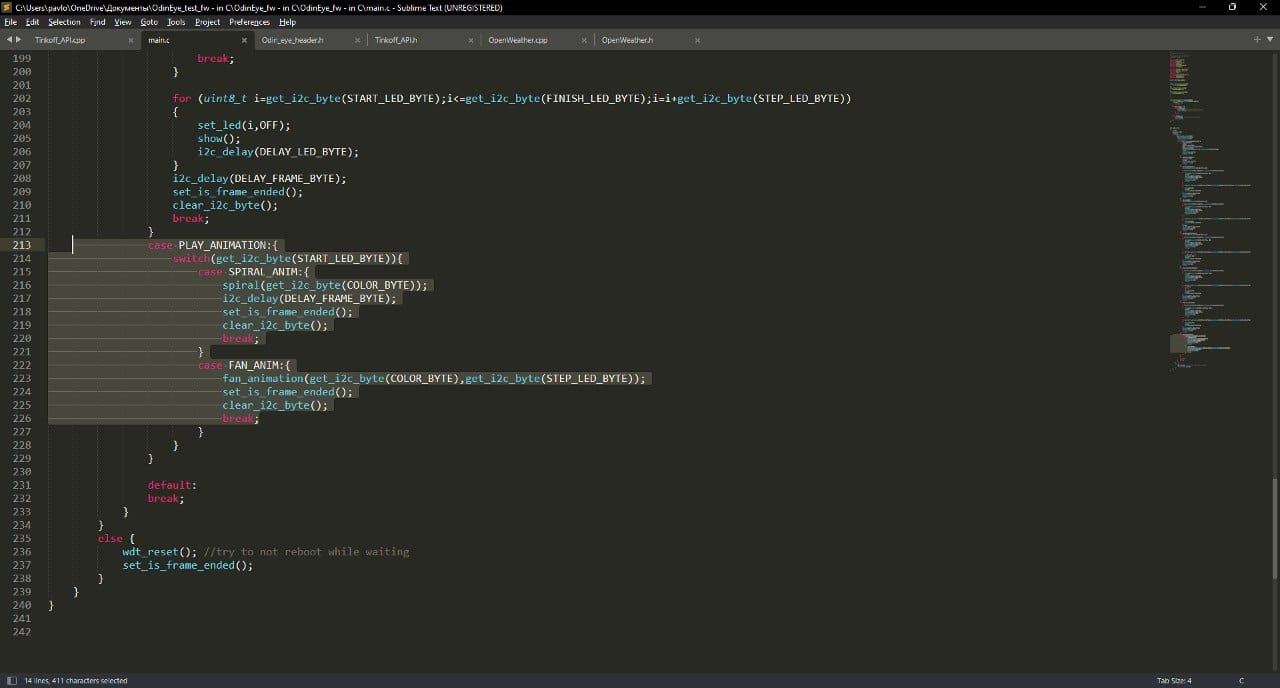 C:\Users\pavlo\OneDrive\Документы\OdinEye_test_fw - in C\OdinEye_fw - in C\OdinEye_fw - in C\main.c - Sublime Text (UNREGISTERED)
File Edit Selection Find View Goto Tools Project Preferences Help
Tinkoff_API.cpp main.c Odin_eye_header.h Tinkoff_API.h OpenWeather.cpp OpenWeather.h
199 break;
200 }
201
202 for (uint8_t i=get_i2c_byte(START_LED_BYTE);i<=get_i2c_byte(FINISH_LED_BYTE);i=i+get_i2c_byte(STEP_LED_BYTE))
203 {
204 set_led(i,OFF);
205 show();
206 i2c_delay(DELAY_LED_BYTE);
207 }
208 i2c_delay(DELAY_FRAME_BYTE);
209 set_is_frame_ended();
210 clear_i2c_byte();
211 break;
212 }
213 case PLAY_ANIMATION:{
214 switch(get_i2c_byte(START_LED_BYTE)){
215 case SPIRAL_ANIM:{
216 spiral(get_i2c_byte(COLOR_BYTE));
217 i2c_delay(DELAY_FRAME_BYTE);
218 set_is_frame_ended();
219 clear_i2c_byte();
220 break;
221 }
222 case FAN_ANIM:{
223 fan_animation(get_i2c_byte(COLOR_BYTE),get_i2c_byte(STEP_LED_BYTE));
224 set_is_frame_ended();
225 clear_i2c_byte();
226 break;
227 }
228 }
229 }
230
231 default:
232 break;
233 }
234 }
235 else {
236 wdt_reset(); //try to not reboot while waiting
237 set_is_frame_ended();
238 }
239 }
240 }
241
242
14 lines, 411 characters selected Tab Size: 4 C